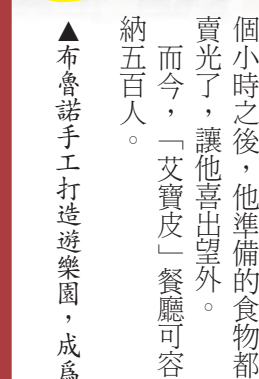 個小時之後，他準備的食物都
賣光了，讓他喜出望外。
而今，「艾寶皮」餐廳可容
納五百人。
▲布魯諾手工打造遊樂園，成為